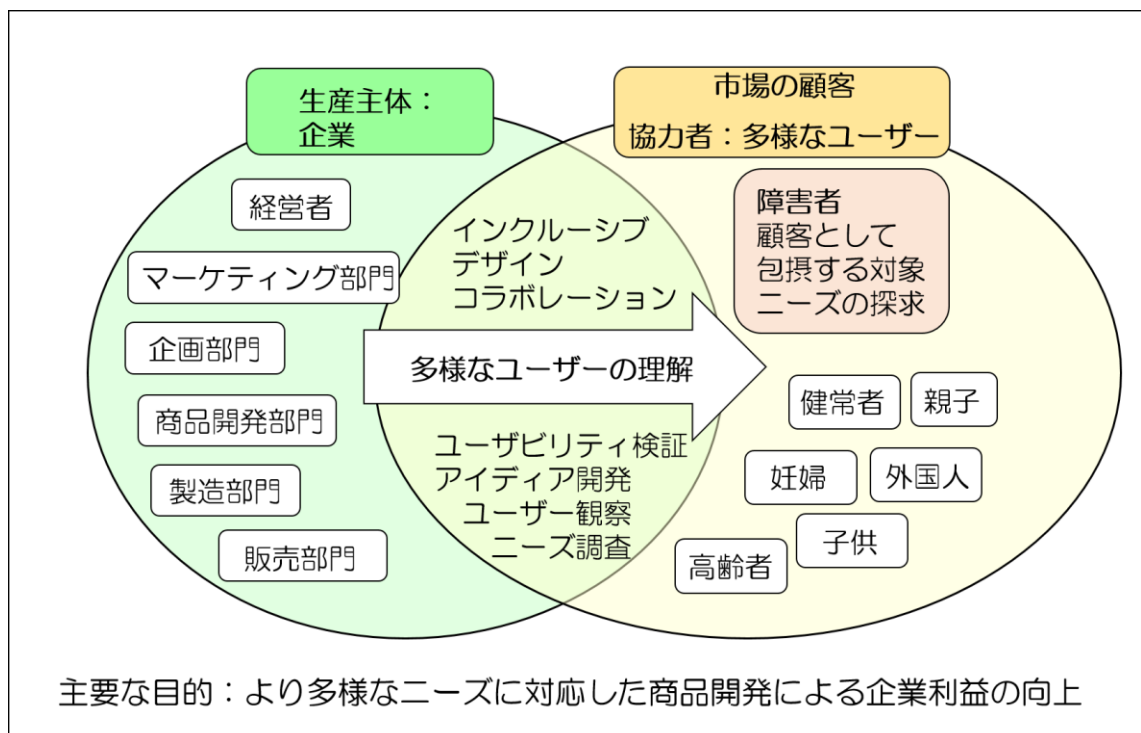 生産主体：
企業
市場の顧客
協力者：多様なユーザー
経営者
マーケティング部門
企画部門
商品開発部門
製造部門
販売部門
インクルーシブ
デザイン
コラボレーション
多様なユーザーの理解
ユーザビリティ検証
アイディア開発
ユーザー観察
ニーズ調査
障害者
顧客として
包摂する対象
ニーズの探求
健常者
親子
妊婦
外国人
子供
高齢者
主要な目的：より多様なニーズに対応した商品開発による企業利益の向上